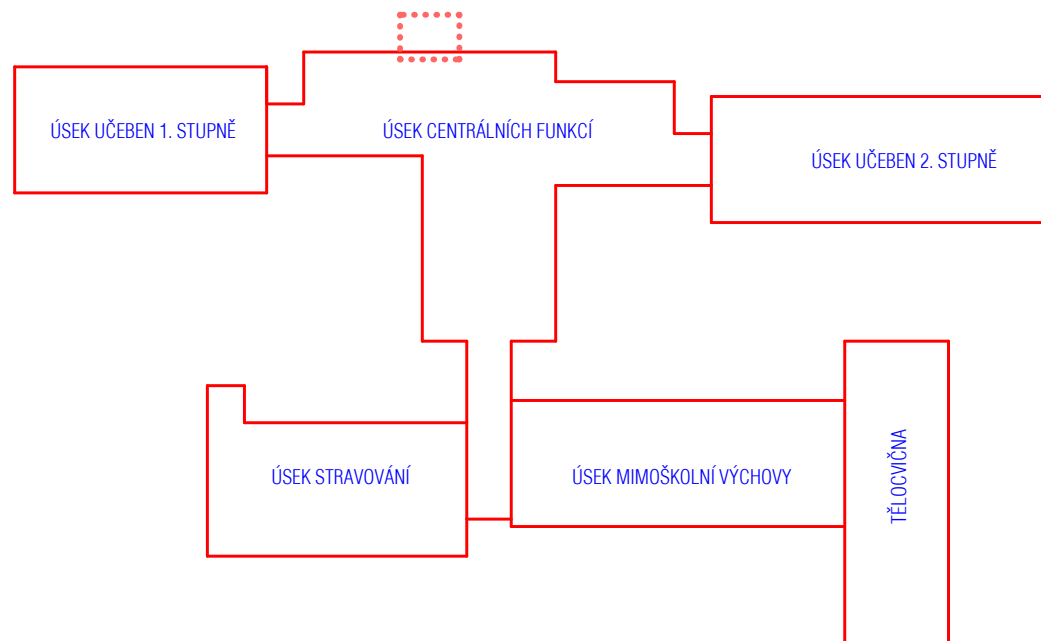 ÚSEK UČEBEN 1. STUPNĚ
ÚSEK CENTRÁLNÍCH FUNKCÍ
ÚSEK UČEBEN 2. STUPNĚ
ÚSEK STRAVOVÁNÍ
ÚSEK MIMOŠKOLNÍ VÝCHOVY
TĚLOCVIČNA